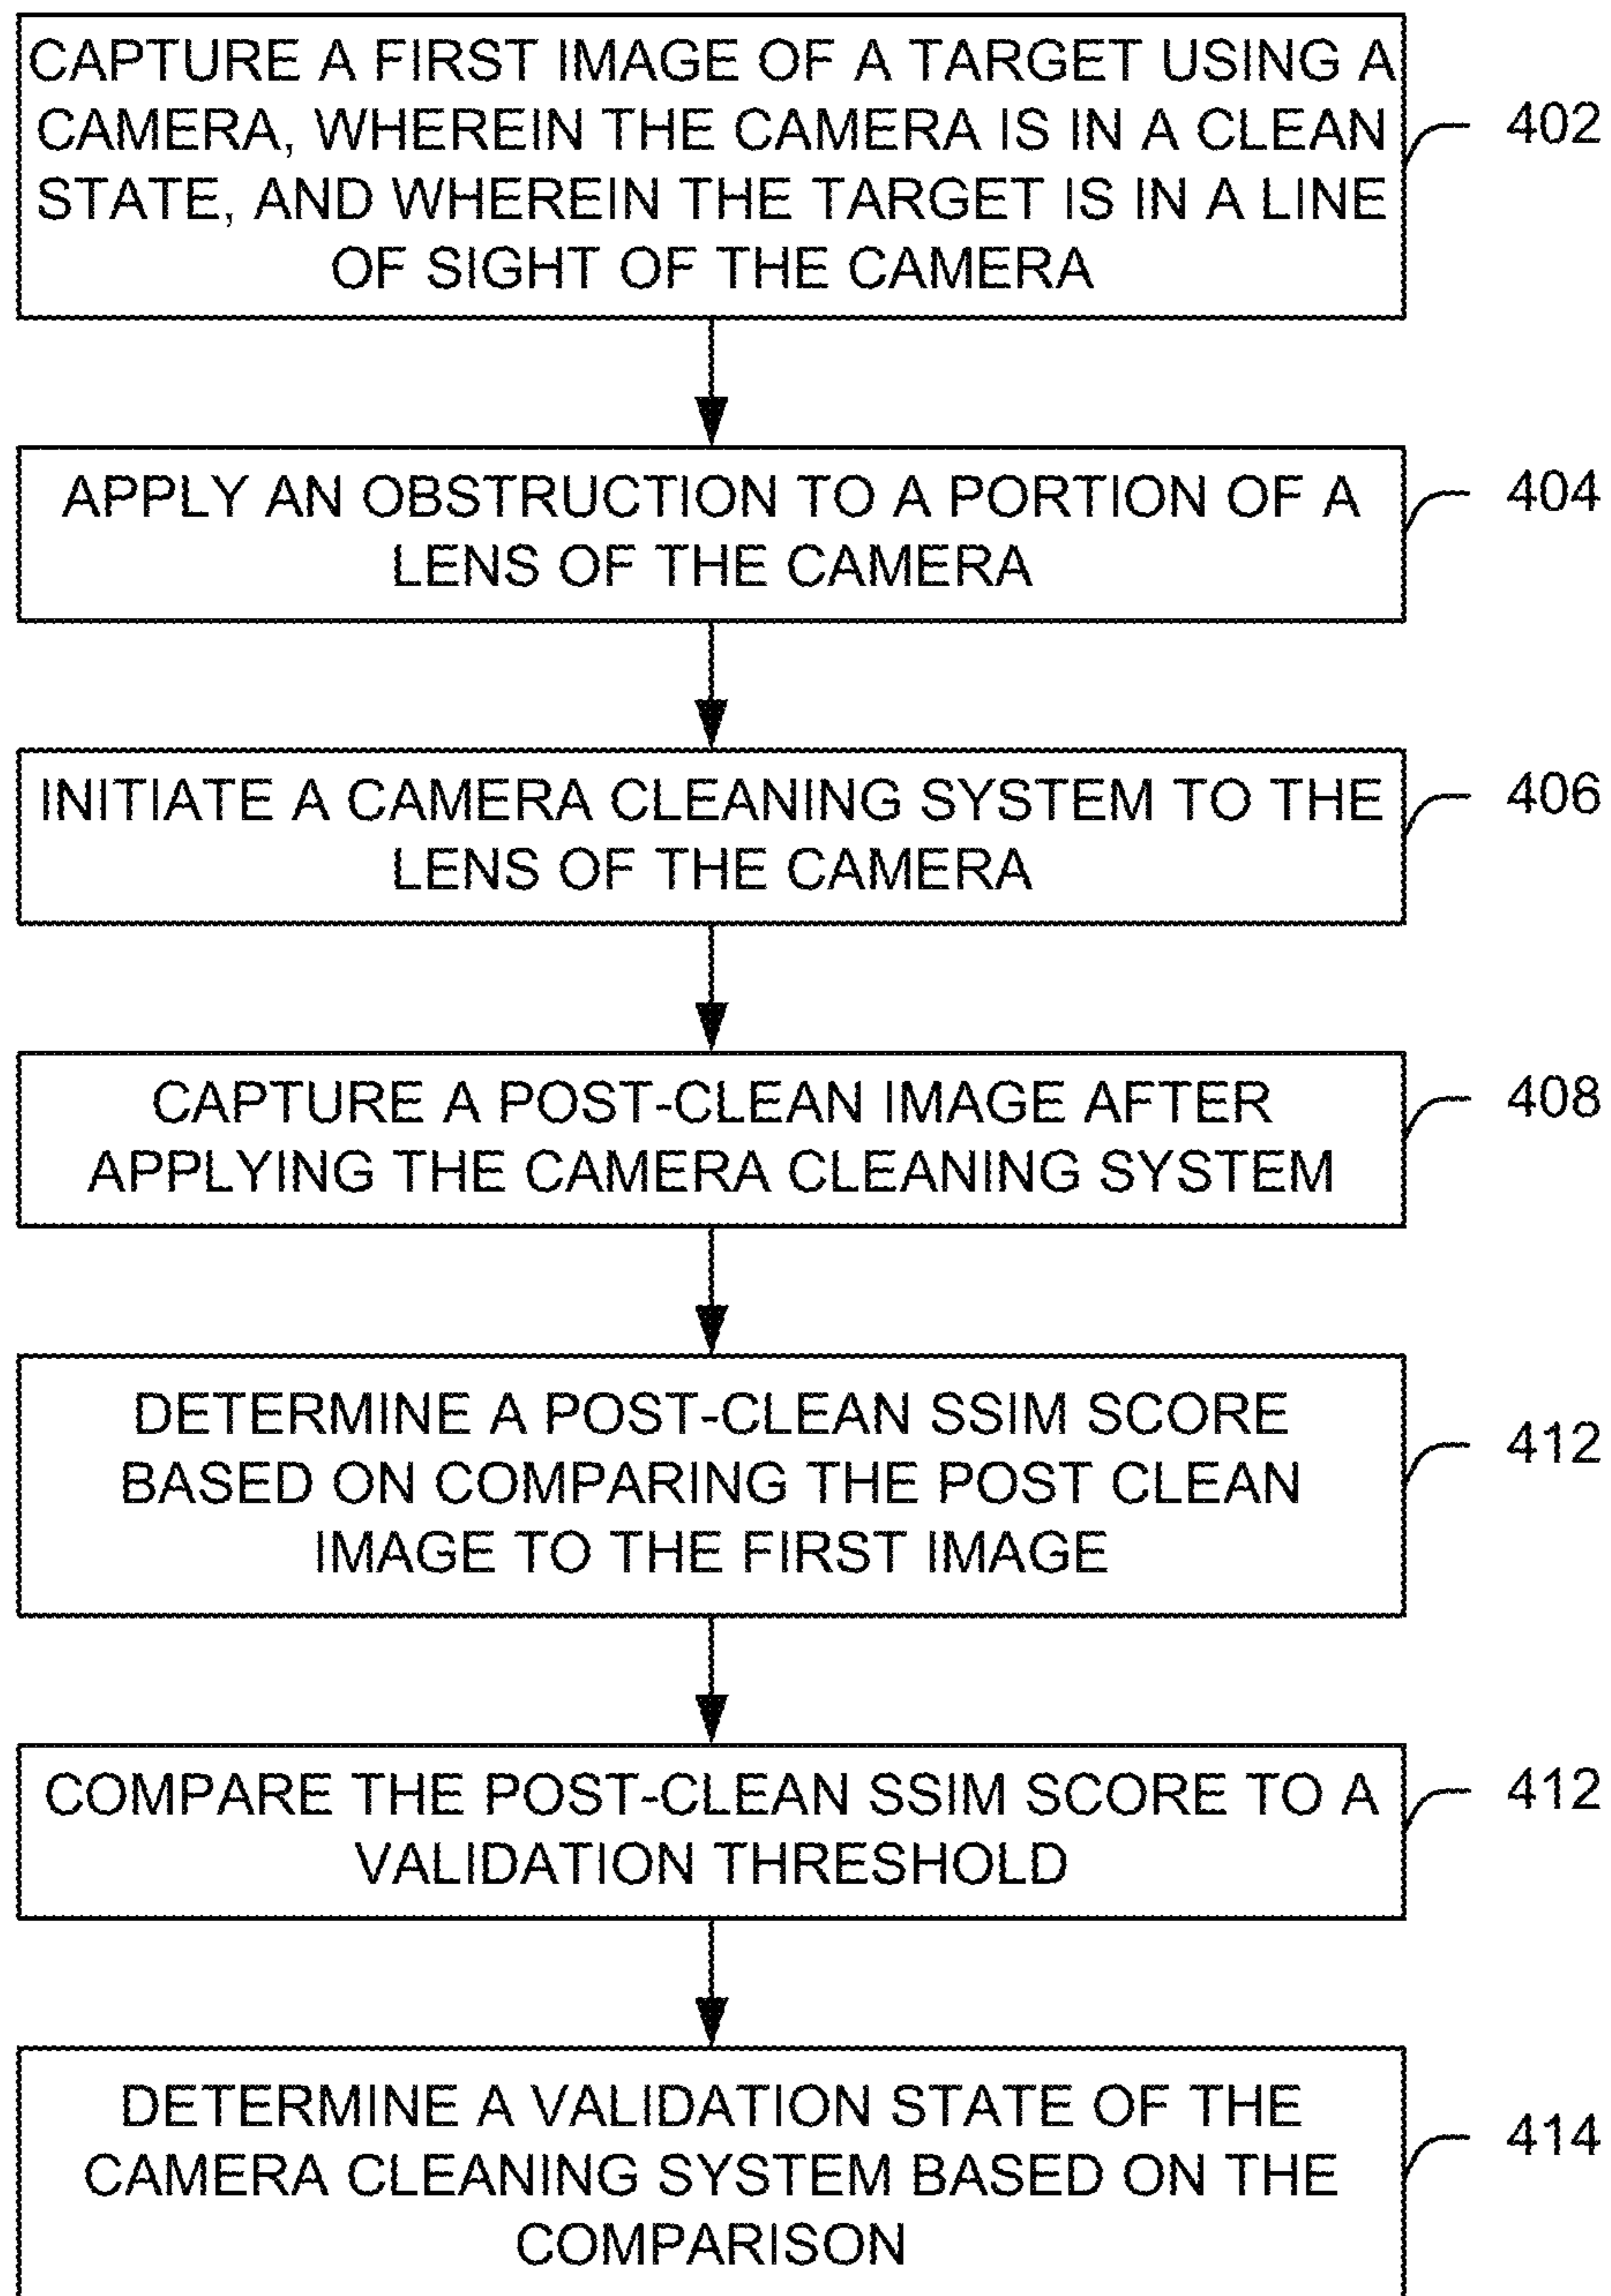 CAPTURE A FIRST IMAGE OF A TARGET USING A
CAMERA, WHEREIN THE CAMERA IS IN A CLEAN
STATE, AND WHEREIN THE TARGET IS IN A LINE
OF SIGHT OF THE CAMERA
402
APPLY AN OBSTRUCTION TO A PORTION OF A
LENS OF THE CAMERA
404
INITIATE A CAMERA CLEANING SYSTEM TO THE
LENS OF THE CAMERA
406
CAPTURE A POST-CLEAN IMAGE AFTER
APPLYING THE CAMERA CLEANING SYSTEM
408
DETERMINE A POST-CLEAN SSIM SCORE
BASED ON COMPARING THE POST CLEAN
IMAGE TO THE FIRST IMAGE
412
COMPARE THE POST-CLEAN SSIM SCORE TO A
VALIDATION THRESHOLD
412
DETERMINE A VALIDATION STATE OF THE
CAMERA CLEANING SYSTEM BASED ON THE
COMPARISON
414